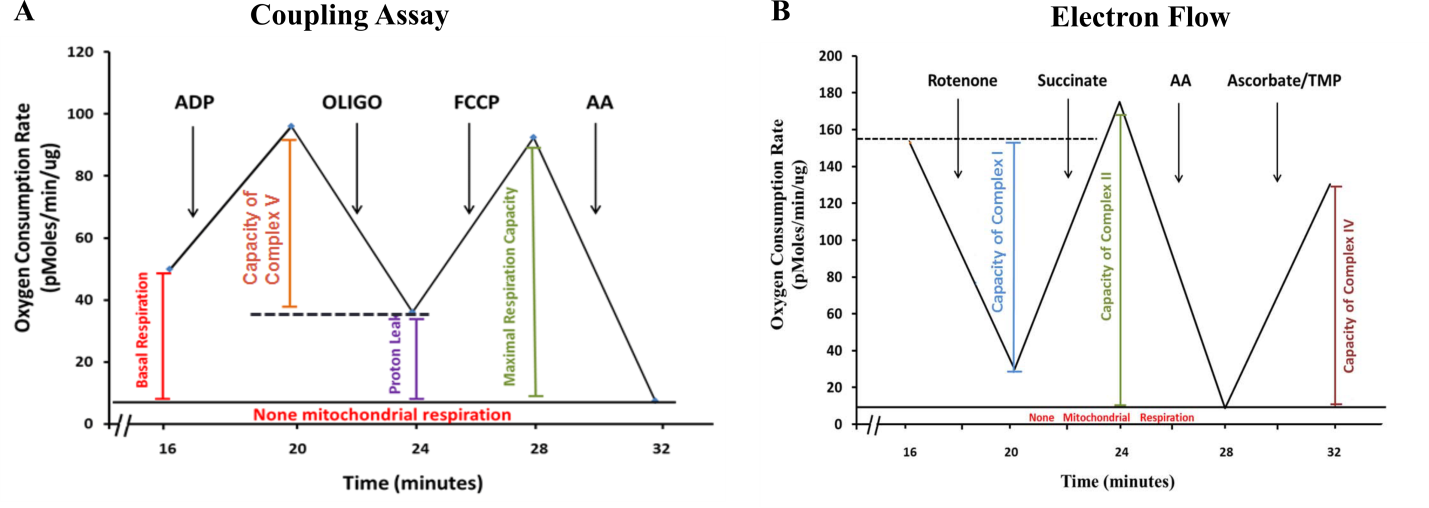 A
Coupling Assay
Oxygen Consumption Rate
(pMoles/min/ug)
120
100
80
60
40
20
0
ADP
OLIGO
FCCP
AA
Basal Respiration
Capacity of
Complex V
Proton Leak
Maximal Respiration Capacity
None mitochondrial respiration
16
20
24
28
32
Time (minutes)
B
Electron Flow
Oxygen Consumption Rate
(pMoles/min/ug)
200
180
160
140
120
100
80
60
40
20
0
Rotenone
Succinate
AA
Ascorbate/TMP
Capacity of Complex I
Capacity of Complex II
Capacity of Complex IV
None Mitochondrial Respiration
16
20
24
28
32
Time (minutes)